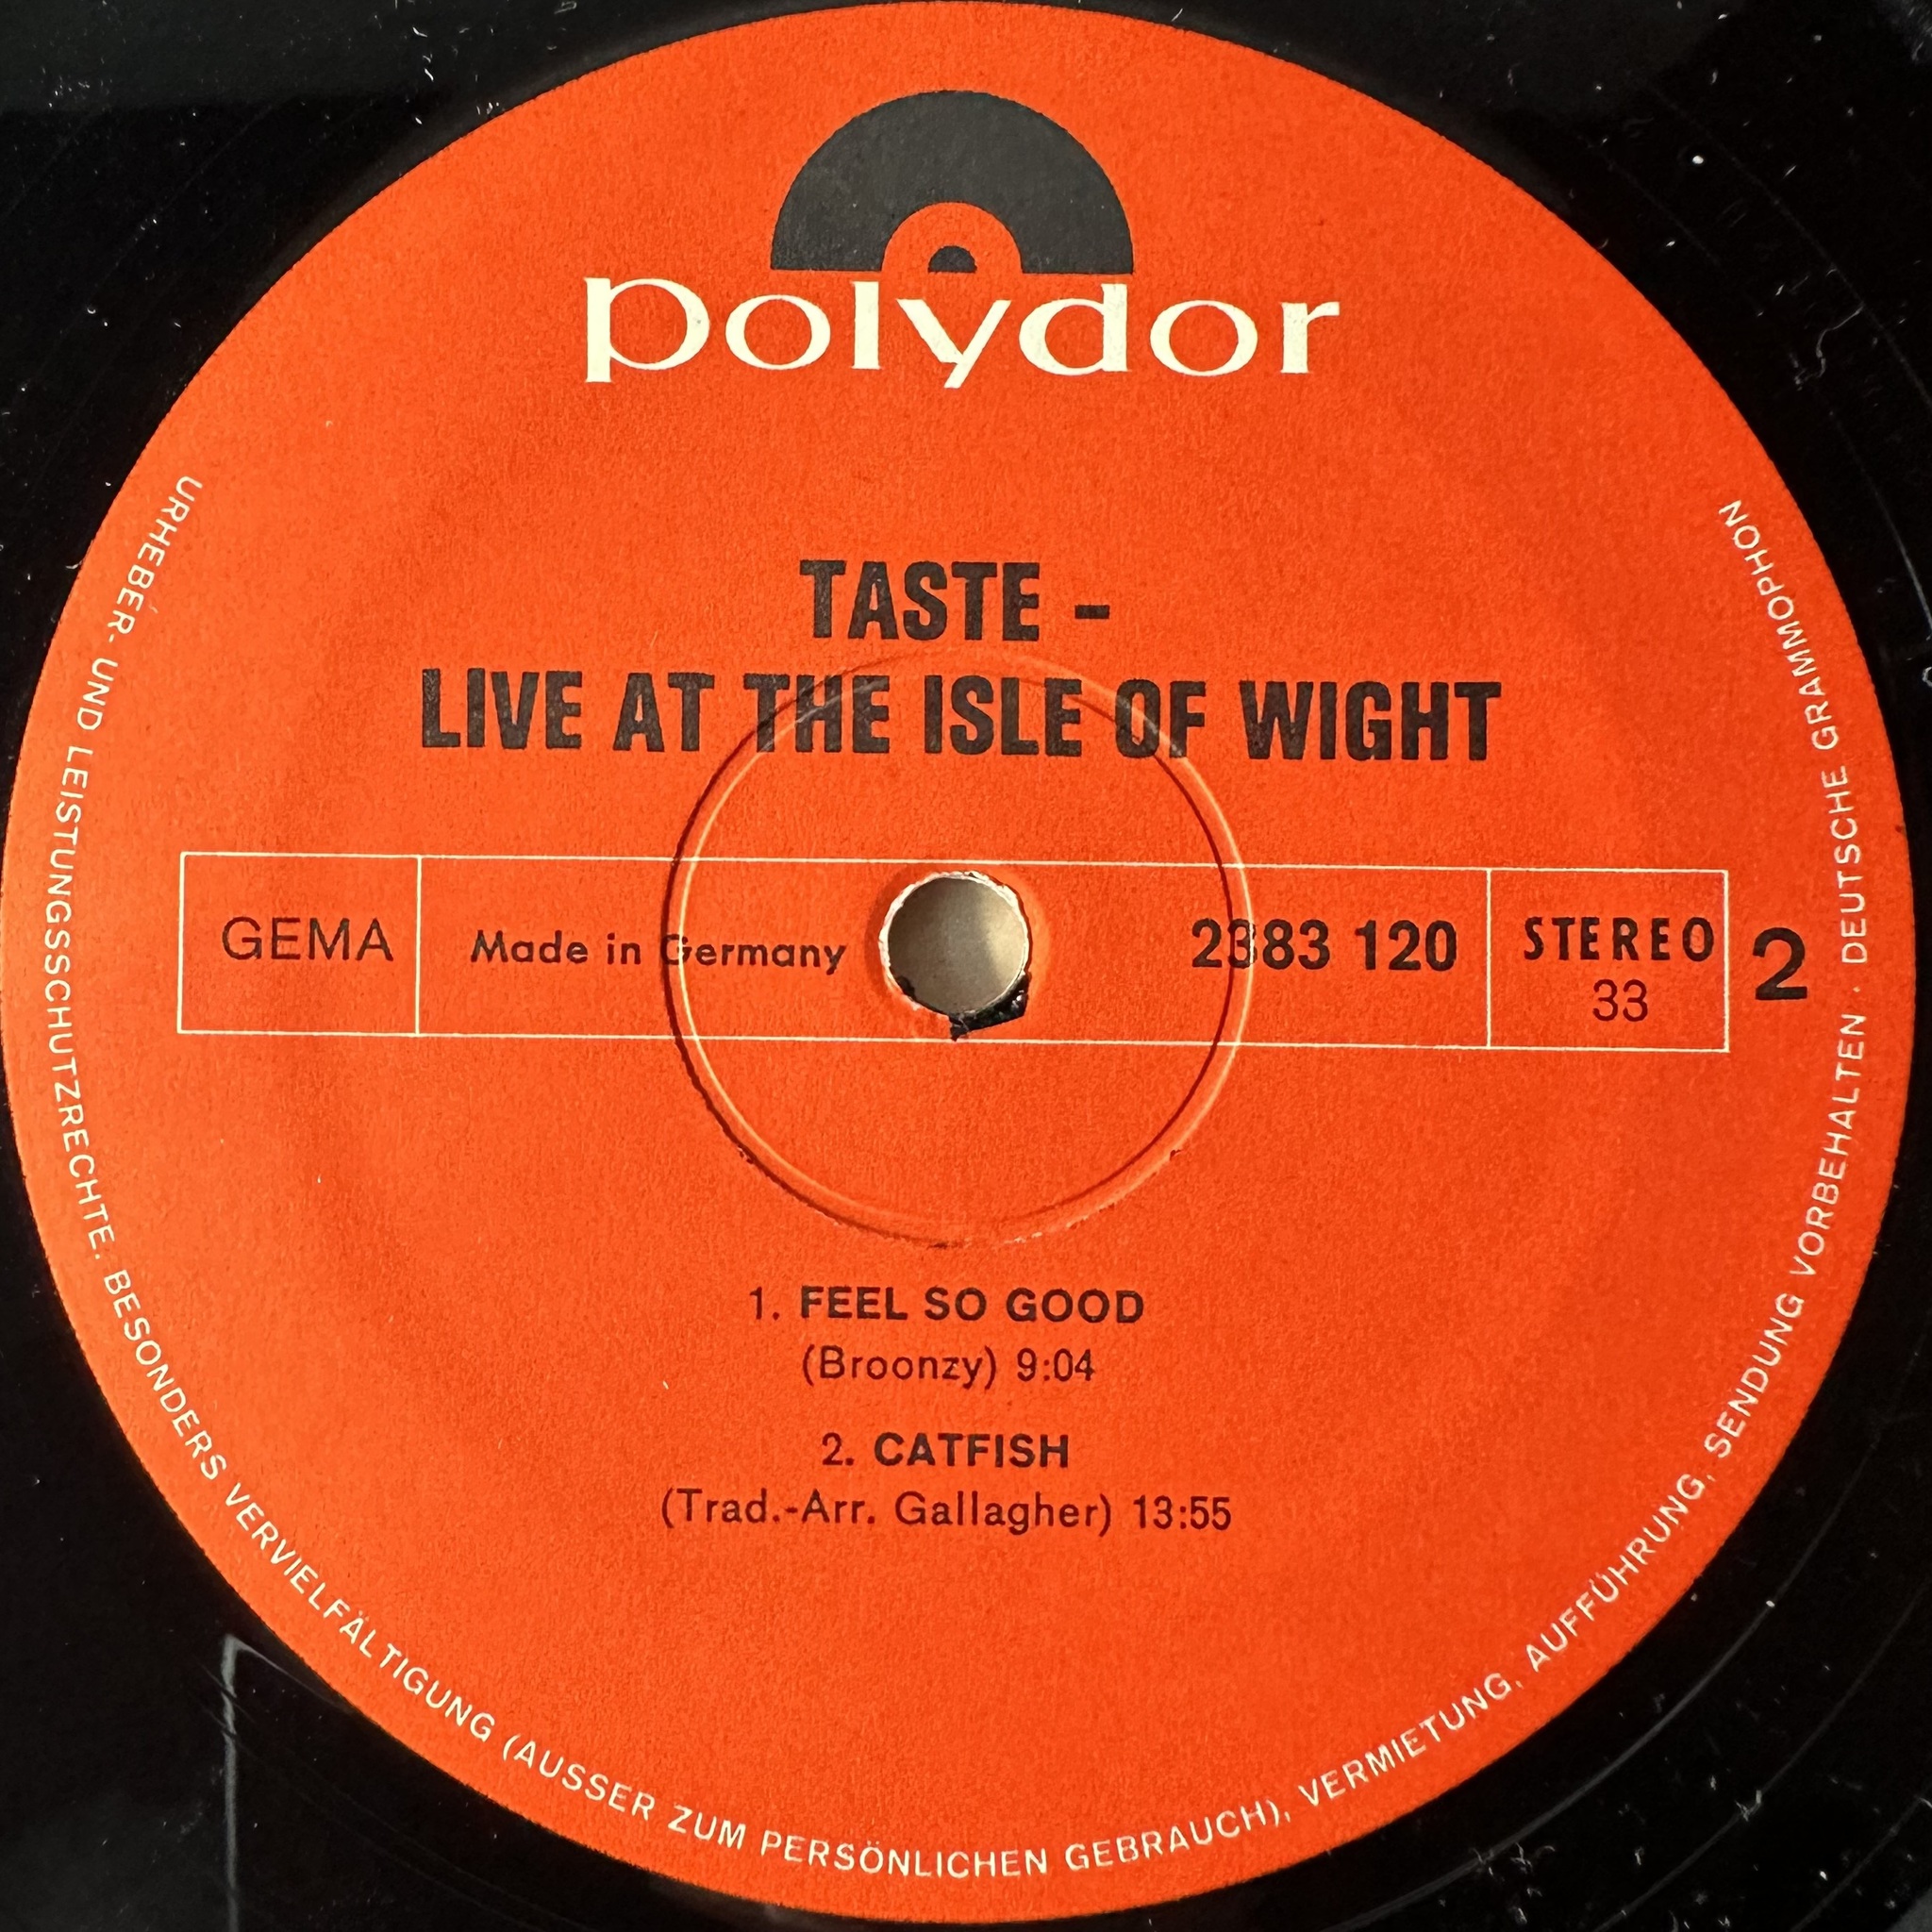 polydor
TASTE -
LIVE AT THE ISLE OF WIGHT
GEMA
Made in Germany
2383 120
STEREO
33
2
1. FEEL SO GOOD
(Broonzy) 9:04
2. CATFISH
(Trad.-Arr. Gallagher) 13:55
URHEBER- UND LEISTUNGSSCHUTZRECHTE. BESONDERS VERVIELFÄLTIGUNG (AUSSER ZUM PERSÖNLICHEN GEBRAUCH), VERMIETUNG, AUFFÜHRUNG, SENDUNG VORBEHALTEN · DEUTSCHE GRAMMOPHON